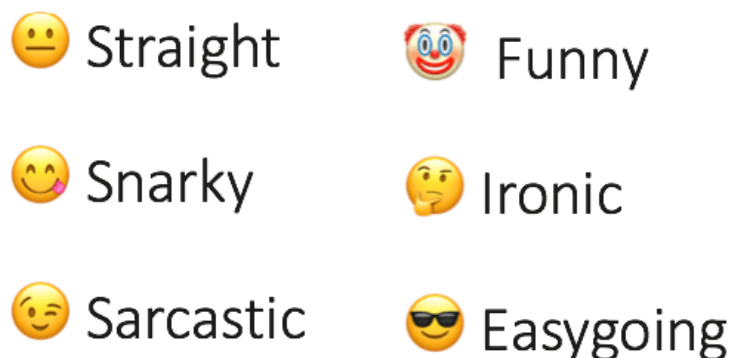 😐 Straight
🤡 Funny
😋 Snarky
🤔 Ironic
😉 Sarcastic
😎 Easygoing